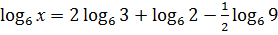 log₆ x = 2 log₆ 3 + log₆ 2 − ½ log₆ 9